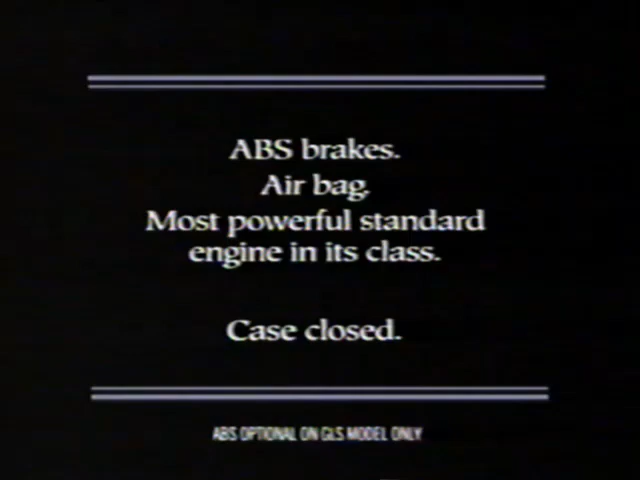 ABS brakes.
Air bag.
Most powerful standard
engine in its class.
Case closed.
ABS OPTIONAL ON GLS MODEL ONLY